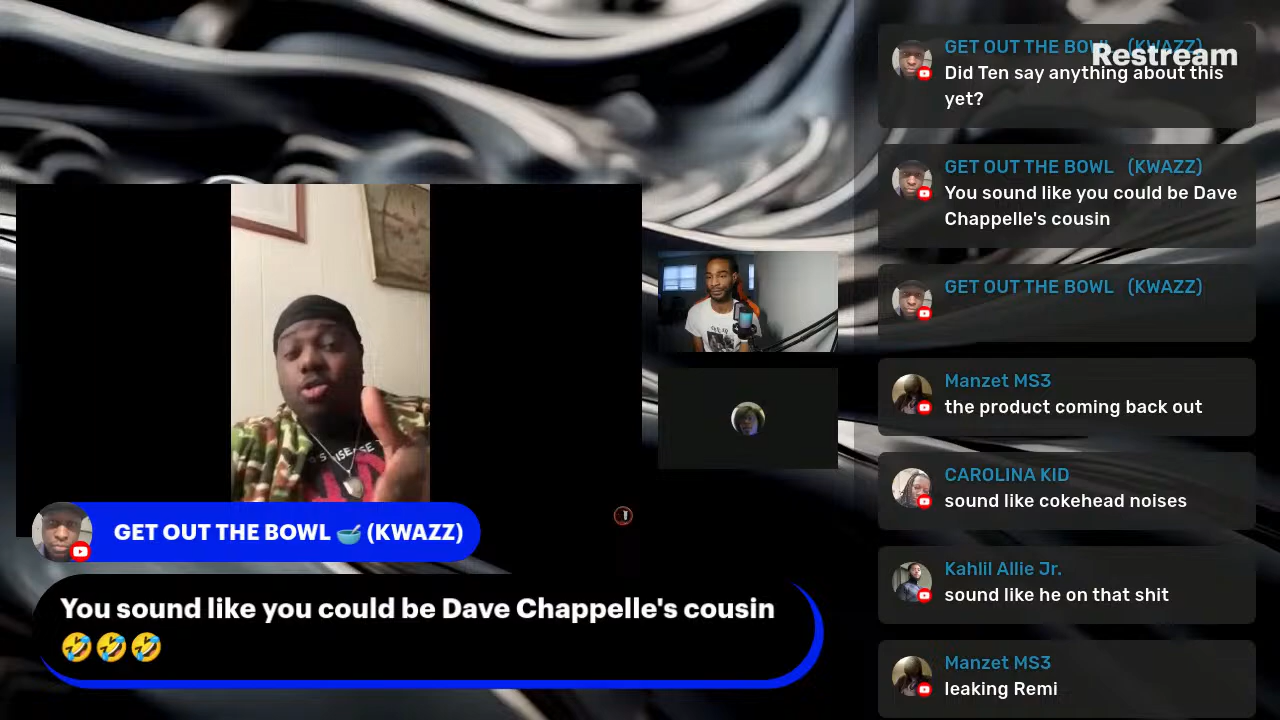 Restream
GET OUT THE BOWL (KWAZZ)
Did Ten say anything about this
yet?
GET OUT THE BOWL (KWAZZ)
You sound like you could be Dave
Chappelle's cousin
GET OUT THE BOWL (KWAZZ)
Manzet MS3
the product coming back out
CAROLINA KID
sound like cokehead noises
Kahlil Allie Jr.
sound like he on that shit
Manzet MS3
leaking Remi
GET OUT THE BOWL 🥣 (KWAZZ)
You sound like you could be Dave Chappelle's cousin
🤣🤣🤣